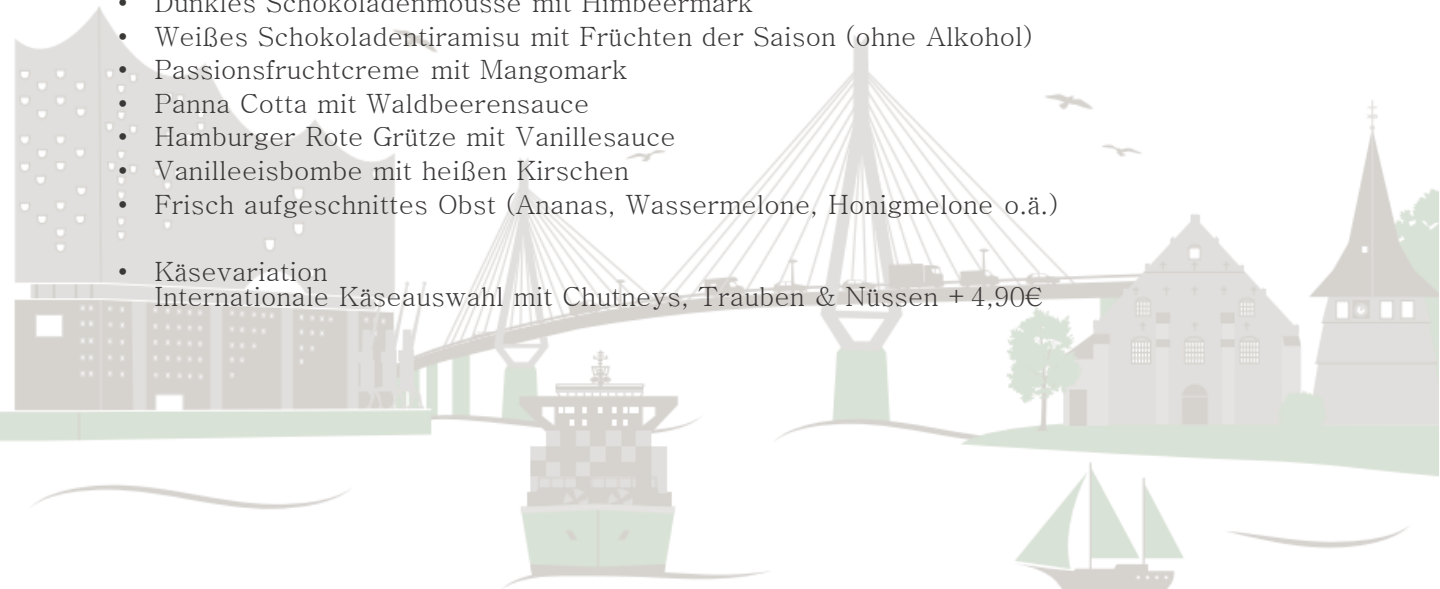 • Dunkles Schokoladenmousse mit Himbeermark
• Weißes Schokoladentiramisu mit Früchten der Saison (ohne Alkohol)
• Passionsfruchtcreme mit Mangomark
• Panna Cotta mit Waldbeerensauce
• Hamburger Rote Grütze mit Vanillesauce
• Vanilleeisbombe mit heißen Kirschen
• Frisch aufgeschnittes Obst (Ananas, Wassermelone, Honigmelone o.ä.)
• Käsevariation
Internationale Käseauswahl mit Chutneys, Trauben & Nüssen + 4,90€